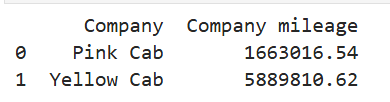 Company Company mileage
0 Pink Cab 1663016.54
1 Yellow Cab 5889810.62